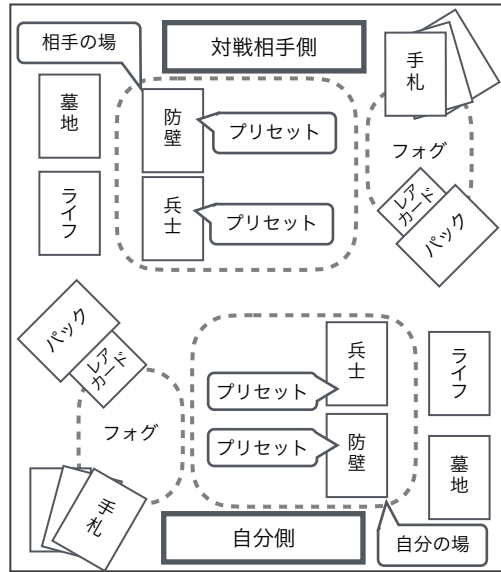 対戦相手側
相手の場
墓地
ライフ
防壁
プリセット
兵士
プリセット
手札
フォグ
レア
カード
パック
パック
レア
カード
フォグ
手札
兵士
プリセット
防壁
プリセット
ライフ
墓地
自分側
自分の場